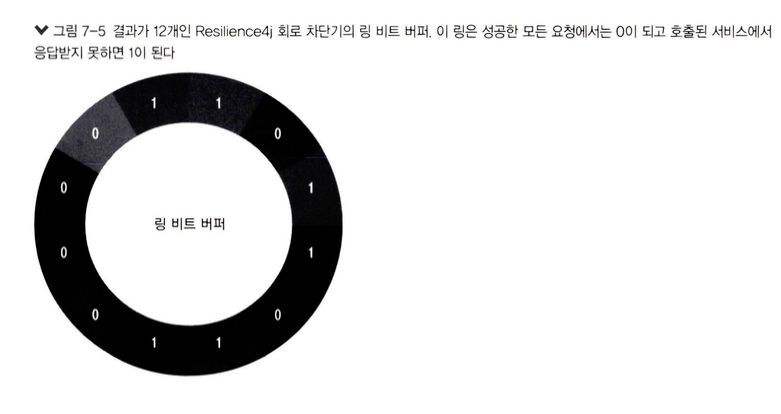 그림 7-5 결과가 12개인 Resilience4j 회로 차단기의 링 비트 버퍼. 이 링은 성공한 모든 요청에서는 0이 되고 호출된 서비스에서
응답받지 못하면 1이 된다
1 1
0 0
0 1
링 비트 버퍼
0 1
0 0
1 1